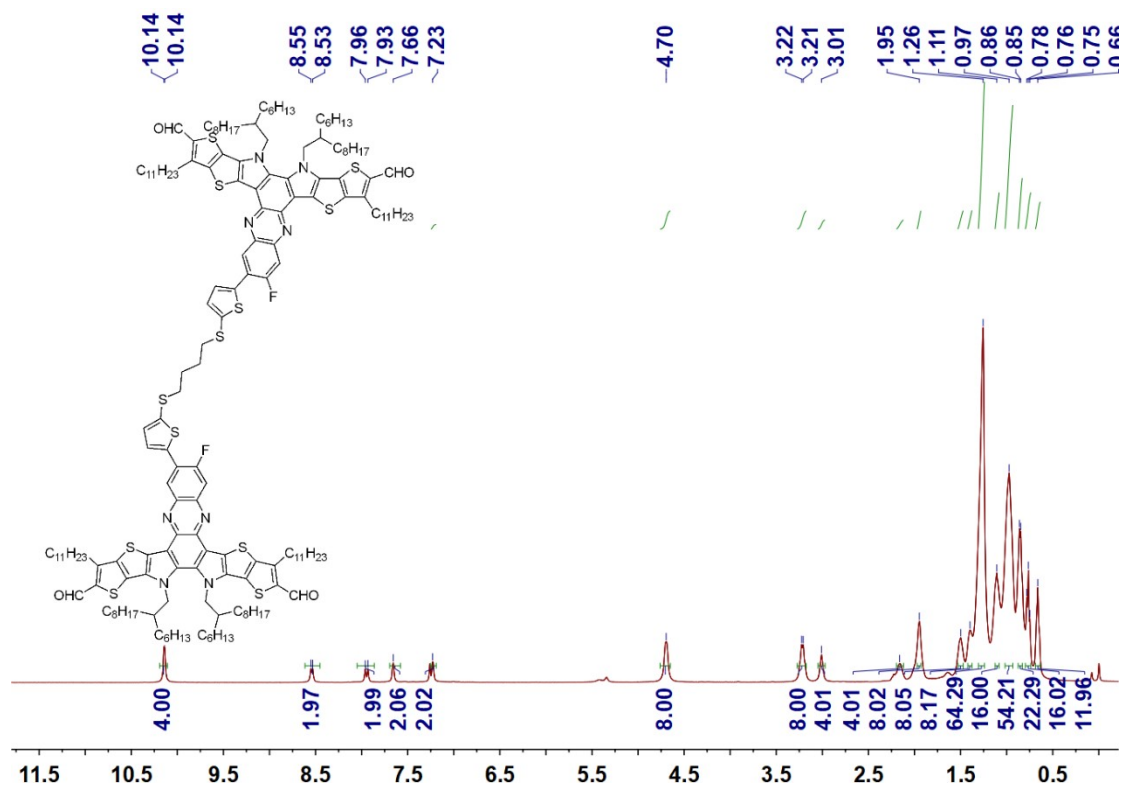 10.14
10.14
8.55
8.53
7.96
7.93
7.66
7.23
4.70
3.22
3.21
3.01
1.95
1.26
1.11
0.97
0.86
0.85
0.78
0.76
0.75
0.66
C6H13
C8H17
OHC
S
N
C6H13
C8H17
N
S
CHO
C11H23
S
S
C11H23
N
N
F
S
S
S
S
F
N
N
C11H23
S
S
C11H23
OHC
S
N
N
S
CHO
C8H17
C8H17
C6H13
C6H13
4.00
1.97
1.99
2.06
2.02
8.00
8.00
4.01
4.01
8.02
8.05
8.17
64.29
16.00
54.21
22.29
16.02
11.96
11.5 10.5 9.5 8.5 7.5 6.5 5.5 4.5 3.5 2.5 1.5 0.5